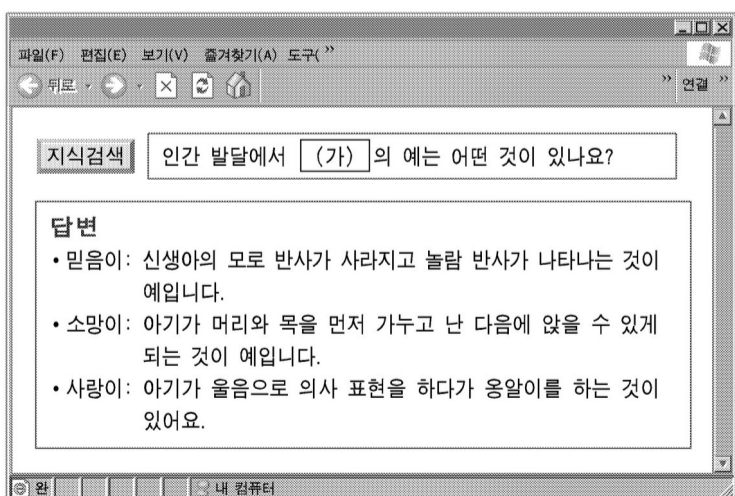 파일(F) 편집(E) 보기(V) 즐겨찾기(A) 도구( »
뒤로 » 연결 »
지식검색 인간 발달에서 (가) 의 예는 어떤 것이 있나요?
답변
• 믿음이: 신생아의 모로 반사가 사라지고 놀람 반사가 나타나는 것이
예입니다.
• 소망이: 아기가 머리와 목을 먼저 가누고 난 다음에 앉을 수 있게
되는 것이 예입니다.
• 사랑이: 아기가 울음으로 의사 표현을 하다가 옹알이를 하는 것이
있어요.
완 내 컴퓨터